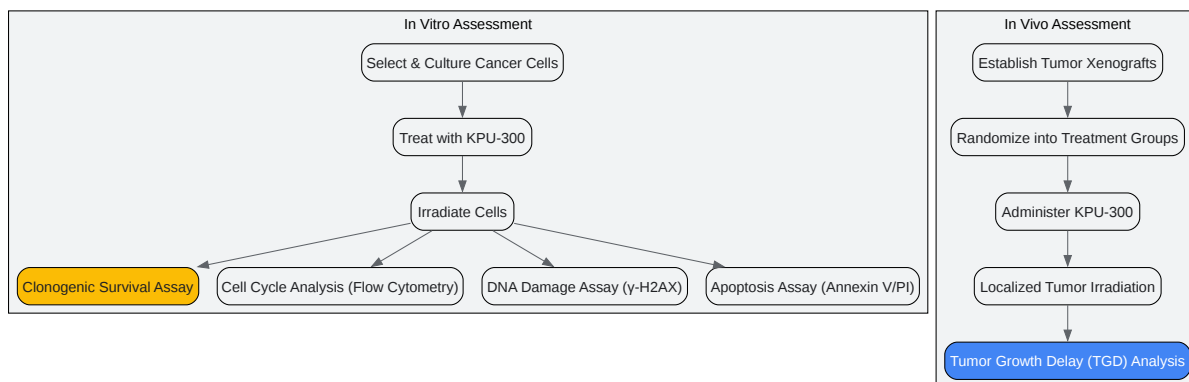 In Vitro Assessment
Select & Culture Cancer Cells
Treat with KPU-300
Irradiate Cells
Clonogenic Survival Assay
Cell Cycle Analysis (Flow Cytometry)
DNA Damage Assay (γ-H2AX)
Apoptosis Assay (Annexin V/PI)
In Vivo Assessment
Establish Tumor Xenografts
Randomize into Treatment Groups
Administer KPU-300
Localized Tumor Irradiation
Tumor Growth Delay (TGD) Analysis